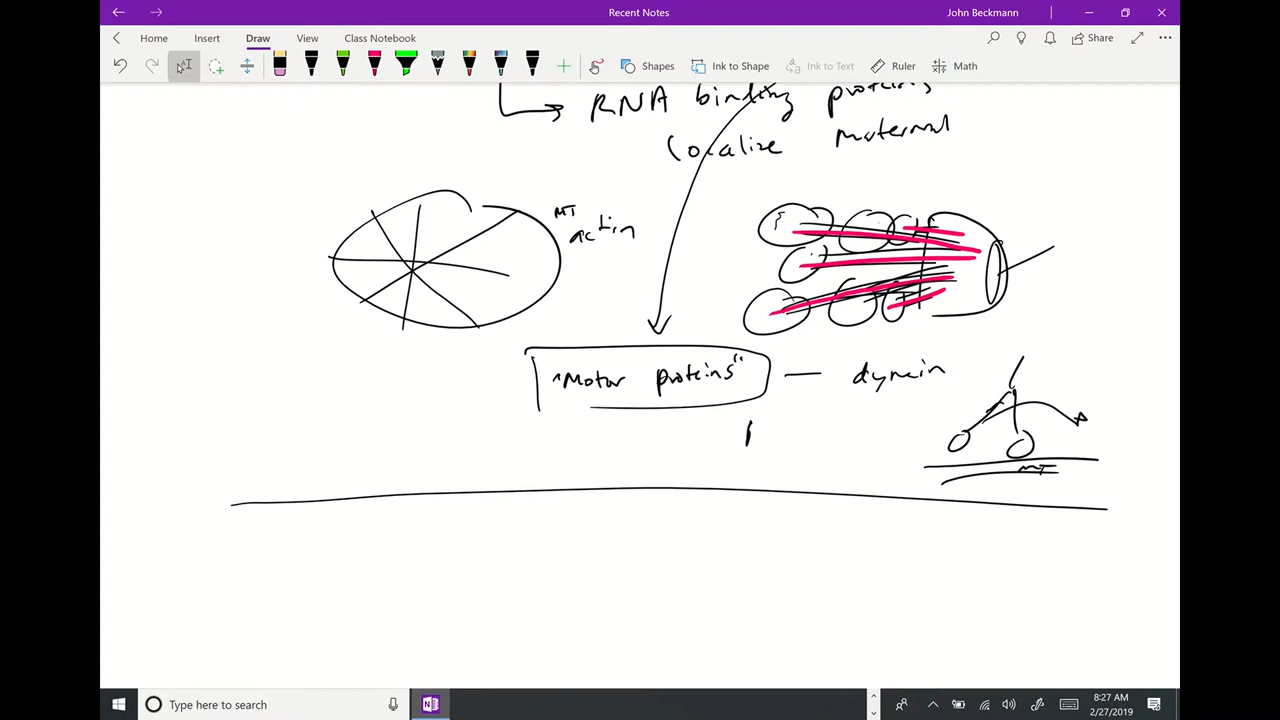 Recent Notes
John Beckmann
Home Insert Draw View Class Notebook
Share
Shapes Ink to Shape Ink to Text Ruler Math
RNA binding proteins
localize maternal
MT
actin
"Motor proteins" — dynein
MT
Type here to search
8:27 AM
2/27/2019